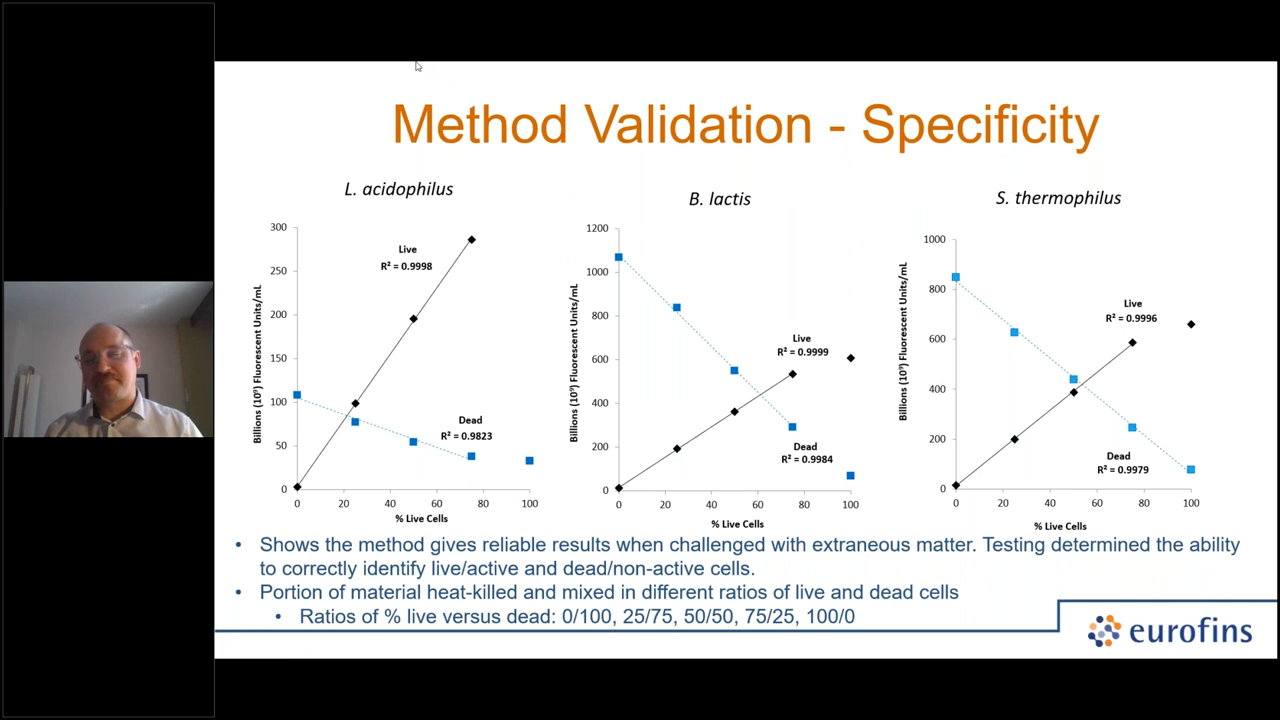 Method Validation - Specificity
L. acidophilus
Billions (10⁹) Fluorescent Units/mL
300
250
200
150
100
50
0
Live
R² = 0.9998
Dead
R² = 0.9823
0 20 40 60 80 100
% Live Cells
B. lactis
Billions (10⁹) Fluorescent Units/mL
1200
1000
800
600
400
200
0
Live
R² = 0.9999
Dead
R² = 0.9984
0 20 40 60 80 100
% Live Cells
S. thermophilus
Billions (10⁹) Fluorescent Units/mL
1000
800
600
400
200
0
Live
R² = 0.9996
Dead
R² = 0.9979
0 20 40 60 80 100
% Live Cells
• Shows the method gives reliable results when challenged with extraneous matter. Testing determined the ability
to correctly identify live/active and dead/non-active cells.
• Portion of material heat-killed and mixed in different ratios of live and dead cells
• Ratios of % live versus dead: 0/100, 25/75, 50/50, 75/25, 100/0
eurofins